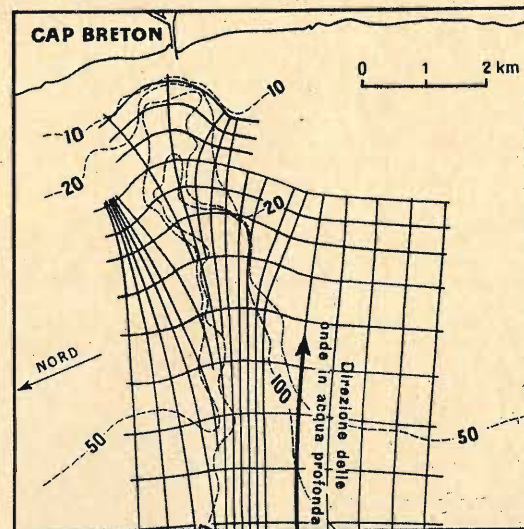 CAP BRETON
0 1 2 km
-10
-10
-20
-20
NORD
100
50
50
Direzione delle
onde in acqua profonda